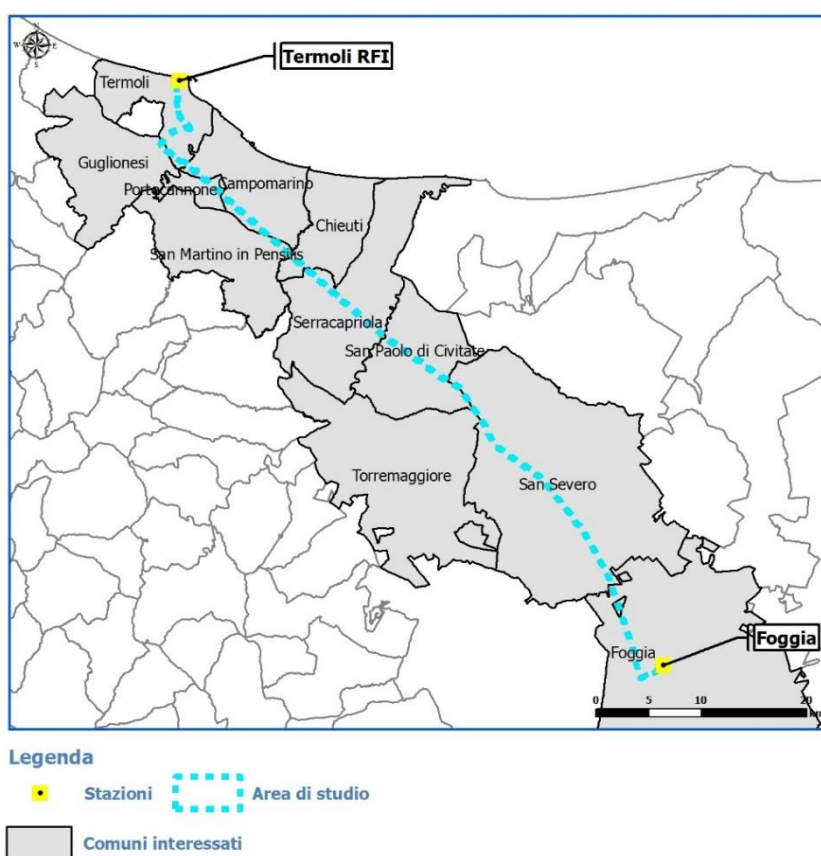 N
W
E
S
Termoli RFI
Termoli
Guglionesi
Campomarino
Portocannone
Chieuti
San Martino in Pensilis
Serracapriola
San Paolo di Civitate
Torremaggiore
San Severo
Foggia
Foggia
0 5 10 20
km
Legenda
Stazioni
Area di studio
Comuni interessati